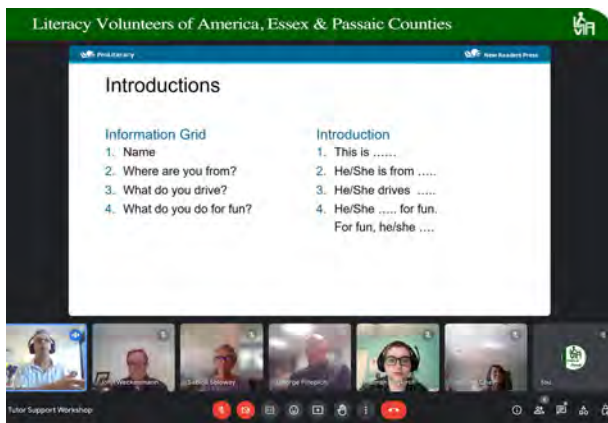 Literacy Volunteers of America, Essex & Passaic Counties
LVA
ProLiteracy
New Readers Press
Introductions
Information Grid
1. Name
2. Where are you from?
3. What do you drive?
4. What do you do for fun?
Introduction
1. This is ......
2. He/She is from .....
3. He/She drives .....
4. He/She ..... for fun.
For fun, he/she ....
You
Tutor Support Workshop